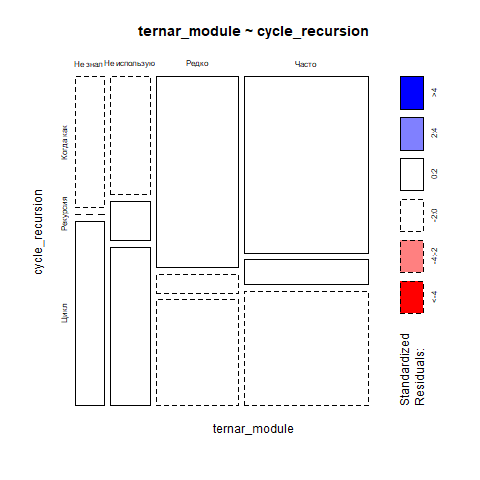 ternar_module ~ cycle_recursion
Не знал Не использую Редко Часто
Когда как
Рекурсия
Цикл
cycle_recursion
ternar_module
>4
2:4
0:2
-2:0
-4:-2
<-4
Standardized
Residuals: